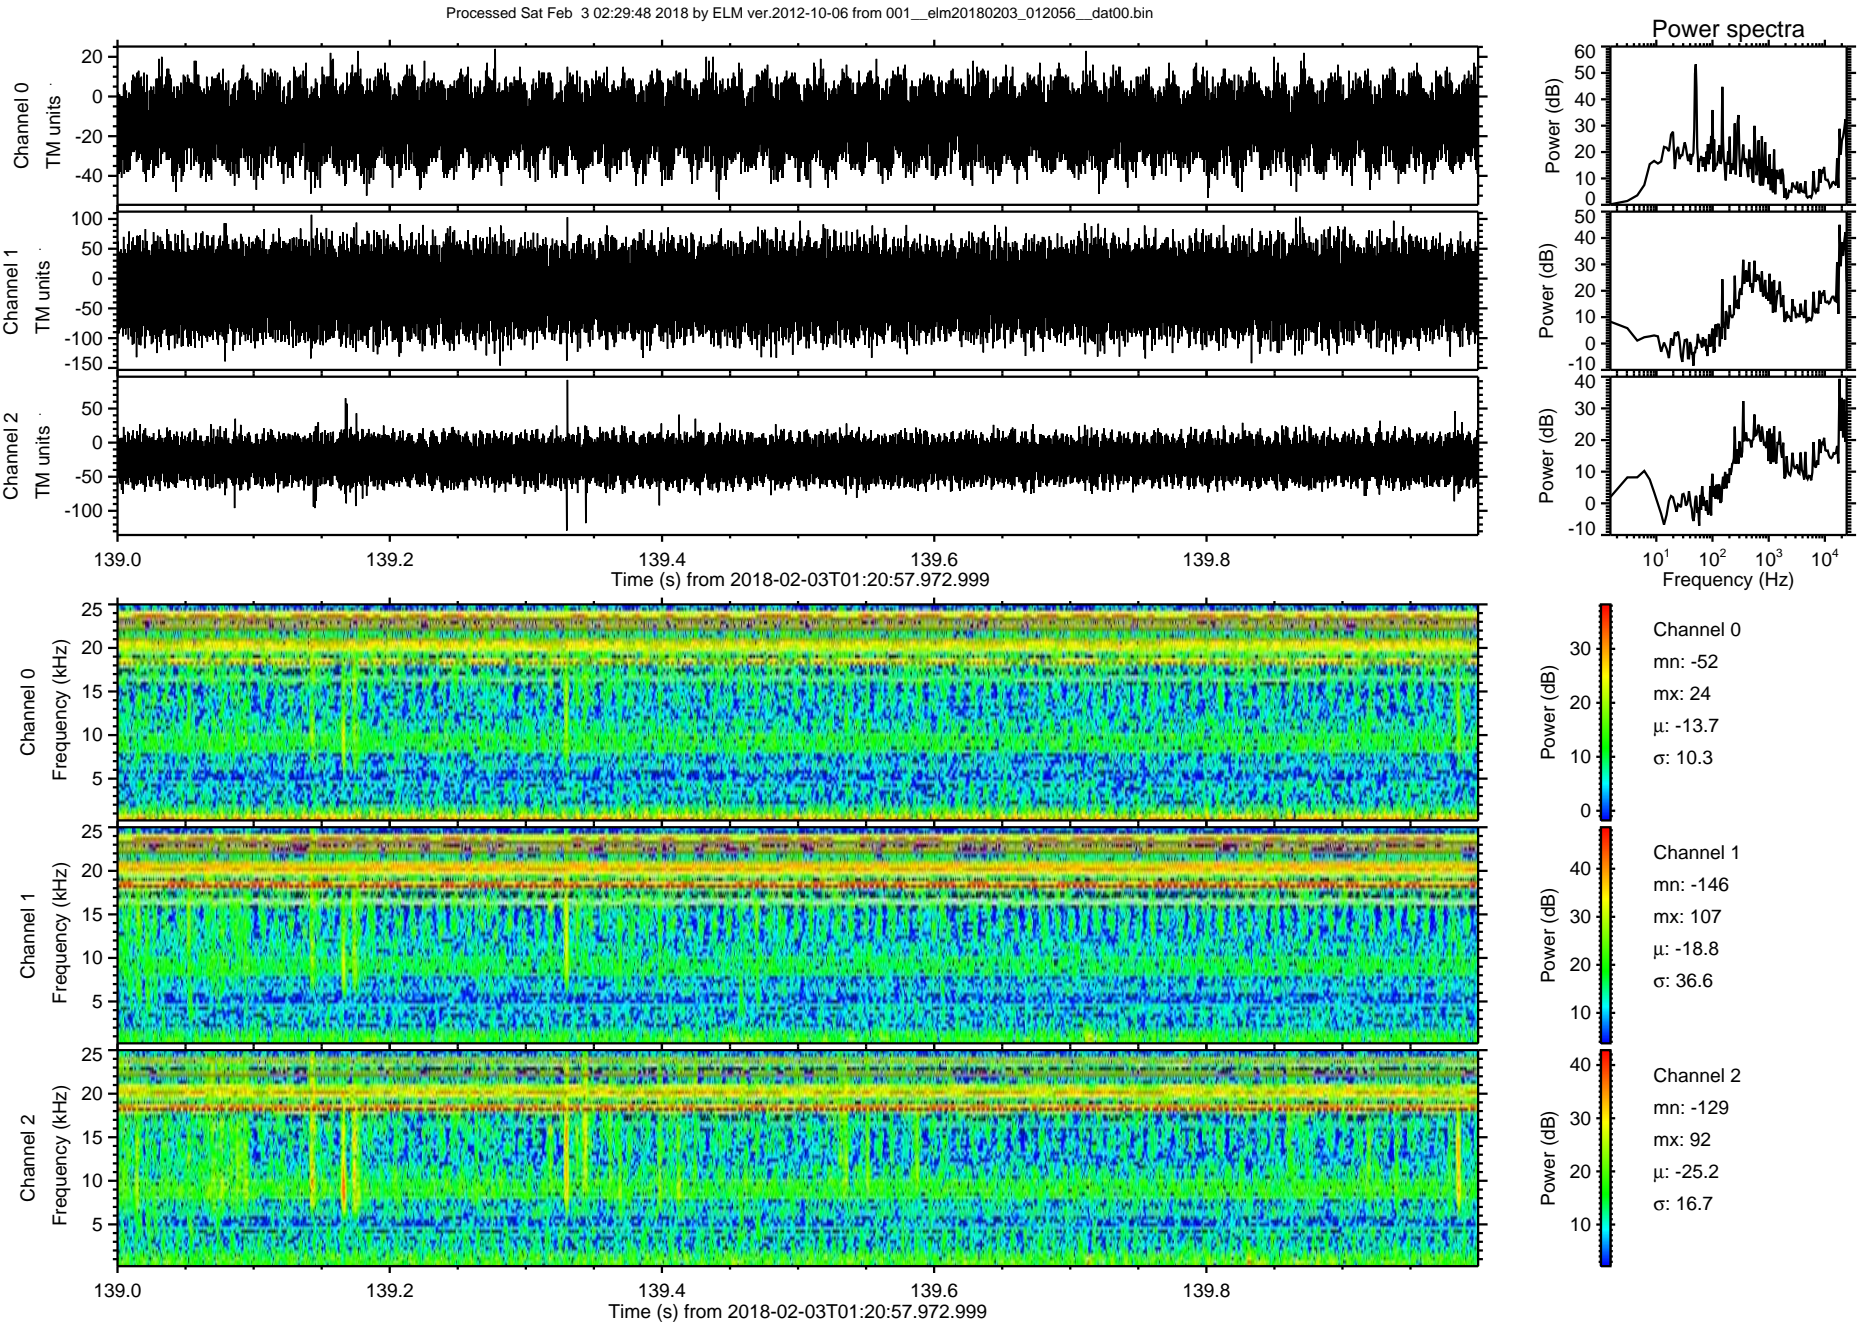 Processed Sat Feb  3 02:29:48 2018 by ELM ver.2012-10-06 from 001__elm20180203_012056__dat00.bin
Power spectra
Channel 0
TM units
20
0
-20
-40
Power (dB)
60
50
40
30
20
10
0
Channel 1
TM units
100
50
0
-50
-100
-150
Power (dB)
50
40
30
20
10
0
-10
Channel 2
TM units
50
0
-50
-100
Power (dB)
40
30
20
10
0
-10
139.0 139.2 139.4 139.6 139.8
Time (s) from 2018-02-03T01:20:57.972.999
10^1 10^2 10^3 10^4
Frequency (Hz)
Channel 0
Frequency (kHz)
25
20
15
10
5
Power (dB)
30
20
10
0
Channel 0
mn: -52
mx: 24
μ: -13.7
σ: 10.3
Channel 1
Frequency (kHz)
25
20
15
10
5
Power (dB)
40
30
20
10
Channel 1
mn: -146
mx: 107
μ: -18.8
σ: 36.6
Channel 2
Frequency (kHz)
25
20
15
10
5
Power (dB)
40
30
20
10
Channel 2
mn: -129
mx: 92
μ: -25.2
σ: 16.7
139.0 139.2 139.4 139.6 139.8
Time (s) from 2018-02-03T01:20:57.972.999